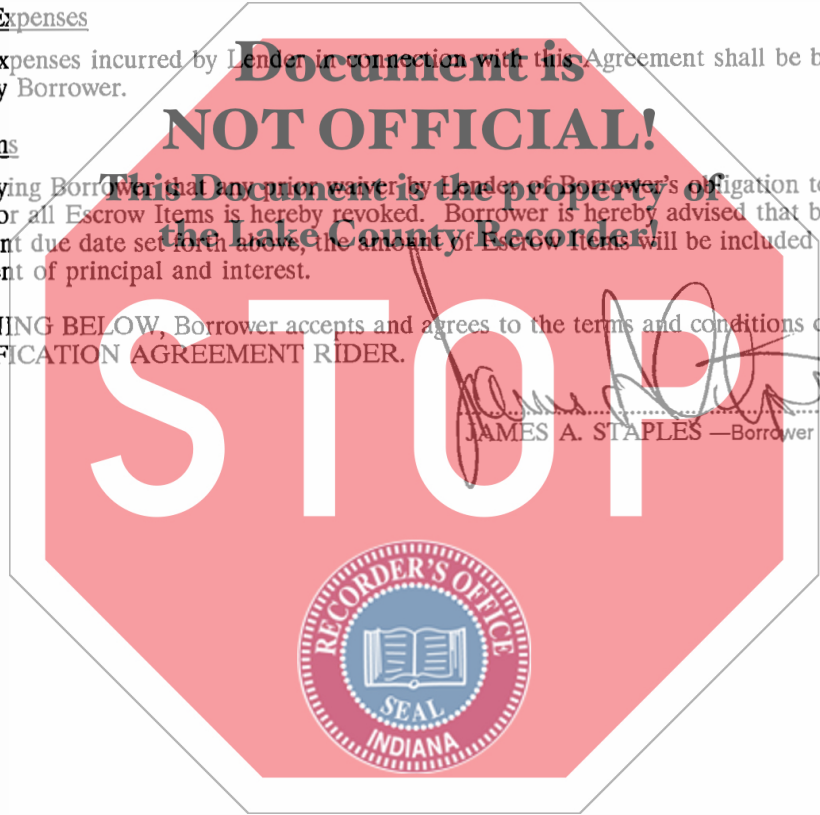 Expenses
xpenses incurred by Lender in connection with this Agreement shall be b
y Borrower.
ns
ying Borrower that any prior waiver by Lender of Borrower's obligation to
or all Escrow Items is hereby revoked. Borrower is hereby advised that b
nt due date set forth above, the amount of Escrow Items will be included
nt of principal and interest.
NING BELOW, Borrower accepts and agrees to the terms and conditions c
FICATION AGREEMENT RIDER.
JAMES A. STAPLES —Borrower
Document is
NOT OFFICIAL!
This Document is the property of
the Lake County Recorder!
STOP
RECORDER'S OFFICE
SEAL
INDIANA